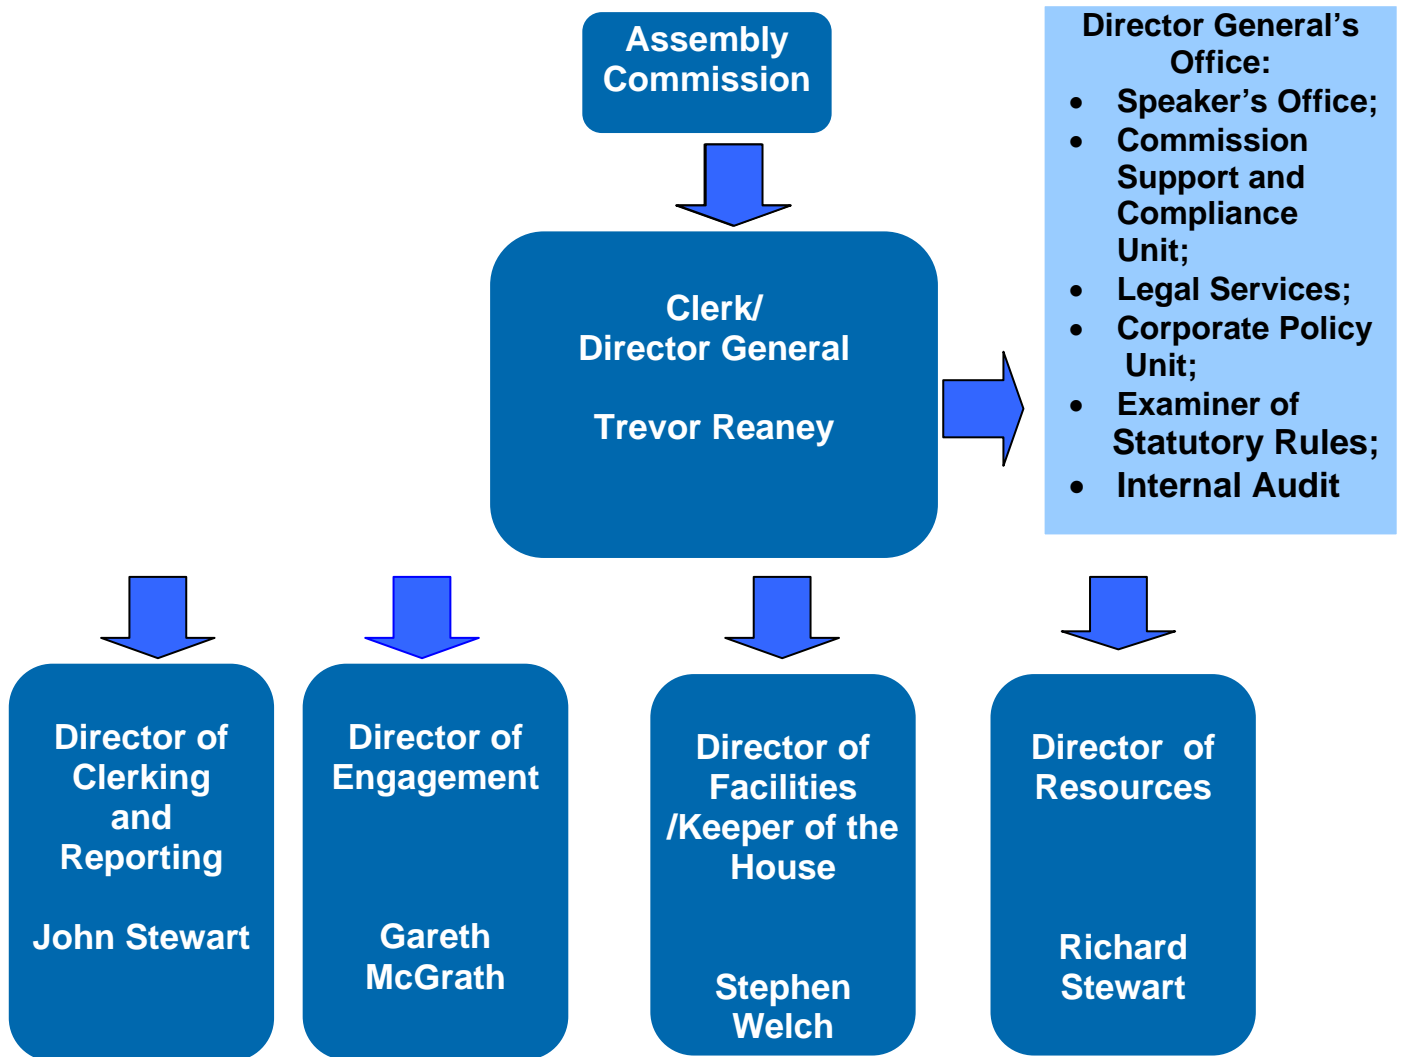 Assembly
Commission
Director General’s
Office:
• Speaker’s Office;
• Commission
Support and
Compliance
Unit;
• Legal Services;
• Corporate Policy
Unit;
• Examiner of
Statutory Rules;
• Internal Audit
Clerk/
Director General
Trevor Reaney
Director of
Clerking
and
Reporting
John Stewart
Director of
Engagement
Gareth
McGrath
Director of
Facilities
/Keeper of the
House
Stephen
Welch
Director of
Resources
Richard
Stewart